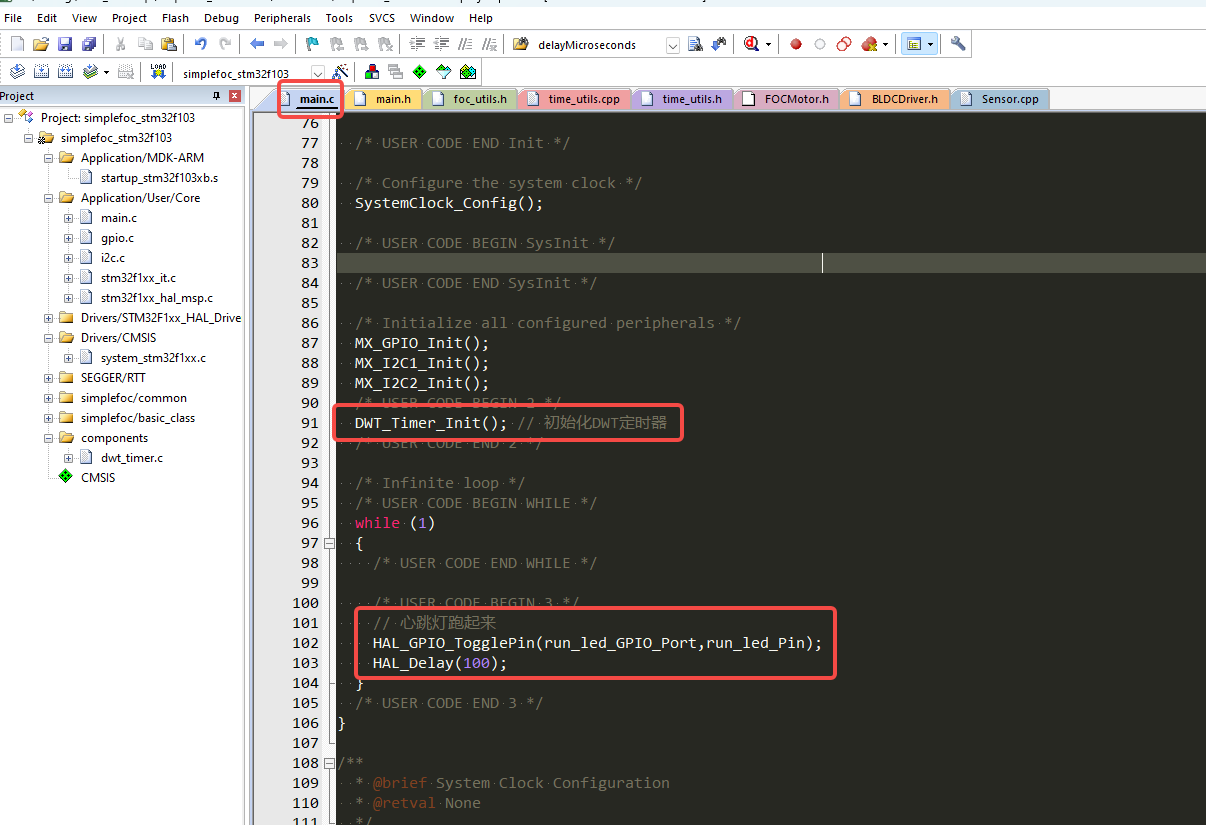 File Edit View Project Flash Debug Peripherals Tools SVCS Window Help
delayMicroseconds
LOAD simplefoc_stm32f103
Project
main.c main.h foc_utils.h time_utils.cpp time_utils.h FOCMotor.h BLDCDriver.h Sensor.cpp
Project: simplefoc_stm32f103
simplefoc_stm32f103
Application/MDK-ARM
startup_stm32f103xb.s
Application/User/Core
main.c
gpio.c
i2c.c
stm32f1xx_it.c
stm32f1xx_hal_msp.c
Drivers/STM32F1xx_HAL_Drive
Drivers/CMSIS
system_stm32f1xx.c
SEGGER/RTT
simplefoc/common
simplefoc/basic_class
components
dwt_timer.c
CMSIS
76
77 /* USER CODE END Init */
78
79 /* Configure the system clock */
80 SystemClock_Config();
81
82 /* USER CODE BEGIN SysInit */
83
84 /* USER CODE END SysInit */
85
86 /* Initialize all configured peripherals */
87 MX_GPIO_Init();
88 MX_I2C1_Init();
89 MX_I2C2_Init();
90 /* USER CODE BEGIN 2 */
91 DWT_Timer_Init(); // 初始化DWT定时器
92 /* USER CODE END 2 */
93
94 /* Infinite loop */
95 /* USER CODE BEGIN WHILE */
96 while (1)
97 {
98 /* USER CODE END WHILE */
99
100 /* USER CODE BEGIN 3 */
101 // 心跳灯跑起来
102 HAL_GPIO_TogglePin(run_led_GPIO_Port,run_led_Pin);
103 HAL_Delay(100);
104 }
105 /* USER CODE END 3 */
106 }
107
108 /**
109 * @brief System Clock Configuration
110 * @retval None
111 */